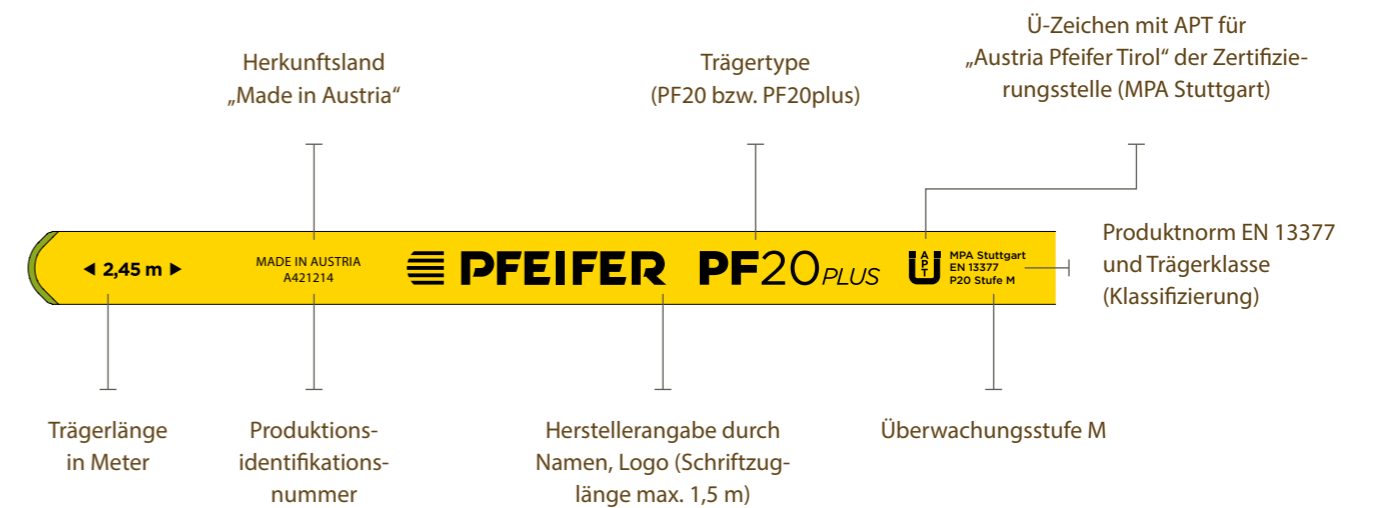 Herkunftsland
„Made in Austria“
Trägertype
(PF20 bzw. PF20plus)
Ü-Zeichen mit APT für
„Austria Pfeifer Tirol“ der Zertifizie-
rungsstelle (MPA Stuttgart)
◄ 2,45 m ►
MADE IN AUSTRIA
A421214
PFEIFER
PF20PLUS
Ü
APT
MPA Stuttgart
EN 13377
P20 Stufe M
Produktnorm EN 13377
und Trägerklasse
(Klassifizierung)
Trägerlänge
in Meter
Produktions-
identifikations-
nummer
Herstellerangabe durch
Namen, Logo (Schriftzug-
länge max. 1,5 m)
Überwachungsstufe M